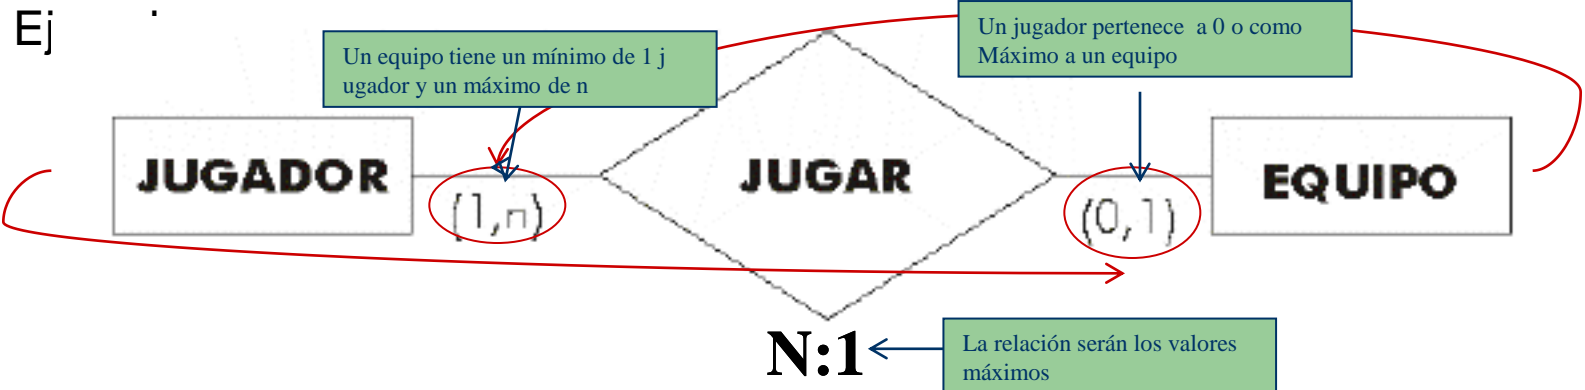 Ej
Un equipo tiene un mínimo de 1 j
ugador y un máximo de n
Un jugador pertenece a 0 o como
Máximo a un equipo
JUGADOR
(1,n)
JUGAR
(0,1)
EQUIPO
N:1
La relación serán los valores
máximos